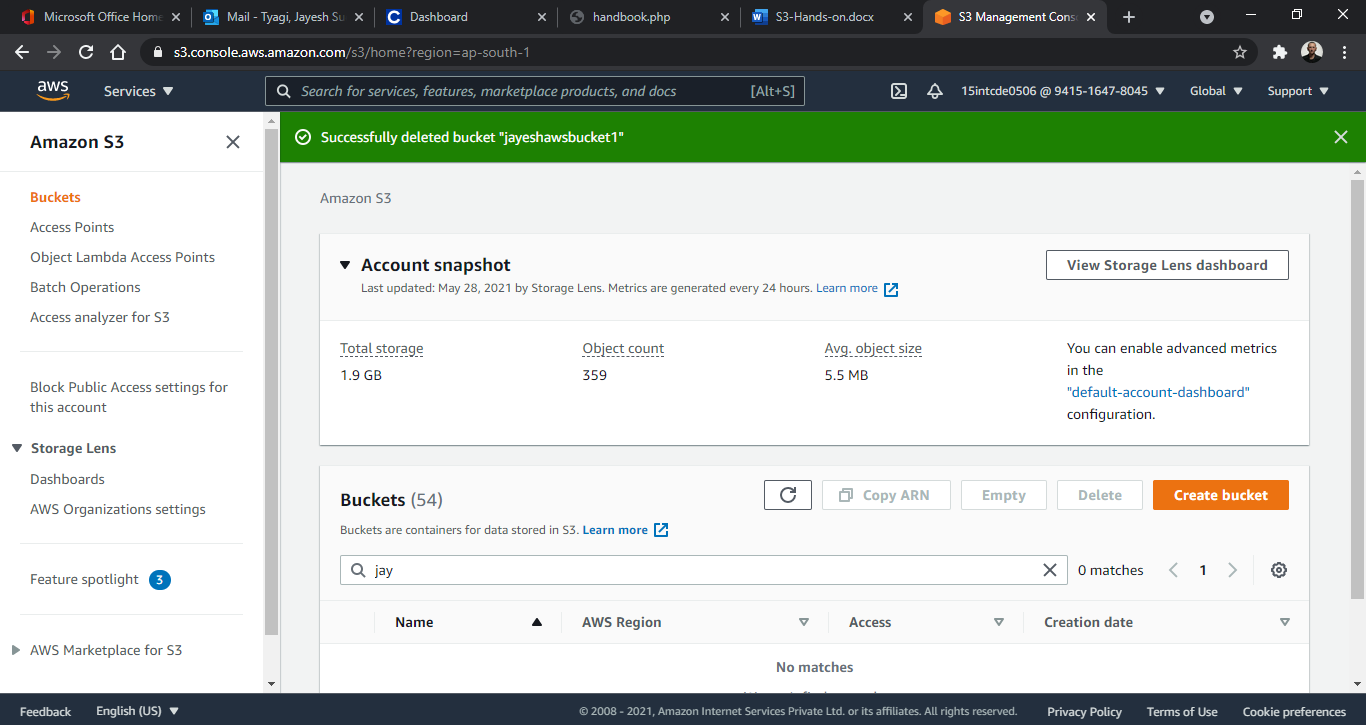 Microsoft Office Home
Mail - Tyagi, Jayesh Su
Dashboard
handbook.php
S3-Hands-on.docx
S3 Management Conso
s3.console.aws.amazon.com/s3/home?region=ap-south-1
aws
Services
Search for services, features, marketplace products, and docs
[Alt+S]
15intcde0506 @ 9415-1647-8045
Global
Support
Amazon S3
Buckets
Access Points
Object Lambda Access Points
Batch Operations
Access analyzer for S3
Block Public Access settings for
this account
Storage Lens
Dashboards
AWS Organizations settings
Feature spotlight 3
AWS Marketplace for S3
Successfully deleted bucket "jayeshawsbucket1"
Amazon S3
Account snapshot
Last updated: May 28, 2021 by Storage Lens. Metrics are generated every 24 hours. Learn more
View Storage Lens dashboard
Total storage
1.9 GB
Object count
359
Avg. object size
5.5 MB
You can enable advanced metrics
in the
"default-account-dashboard"
configuration.
Buckets (54)
Copy ARN
Empty
Delete
Create bucket
Buckets are containers for data stored in S3. Learn more
jay
0 matches
1
Name
AWS Region
Access
Creation date
No matches
Feedback
English (US)
© 2008 - 2021, Amazon Internet Services Private Ltd. or its affiliates. All rights reserved.
Privacy Policy
Terms of Use
Cookie preferences